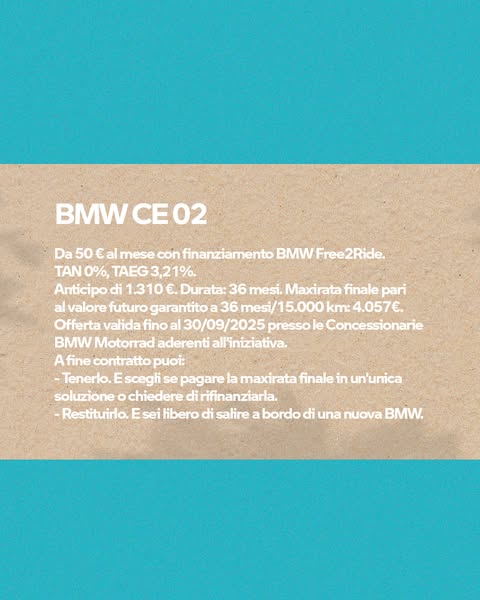 BMW CE 02
Da 50 € al mese con finanziamento BMW Free2Ride.
TAN 0%, TAEG 3,21%.
Anticipo di 1.310 €. Durata: 36 mesi. Maxirata finale pari
al valore futuro garantito a 36 mesi/15.000 km: 4.057€.
Offerta valida fino al 30/09/2025 presso le Concessionarie
BMW Motorrad aderenti all'iniziativa.
A fine contratto puoi:
- Tenerlo. E scegli se pagare la maxirata finale in un'unica
soluzione o chiedere di rifinanziarla.
- Restituirlo. E sei libero di salire a bordo di una nuova BMW.